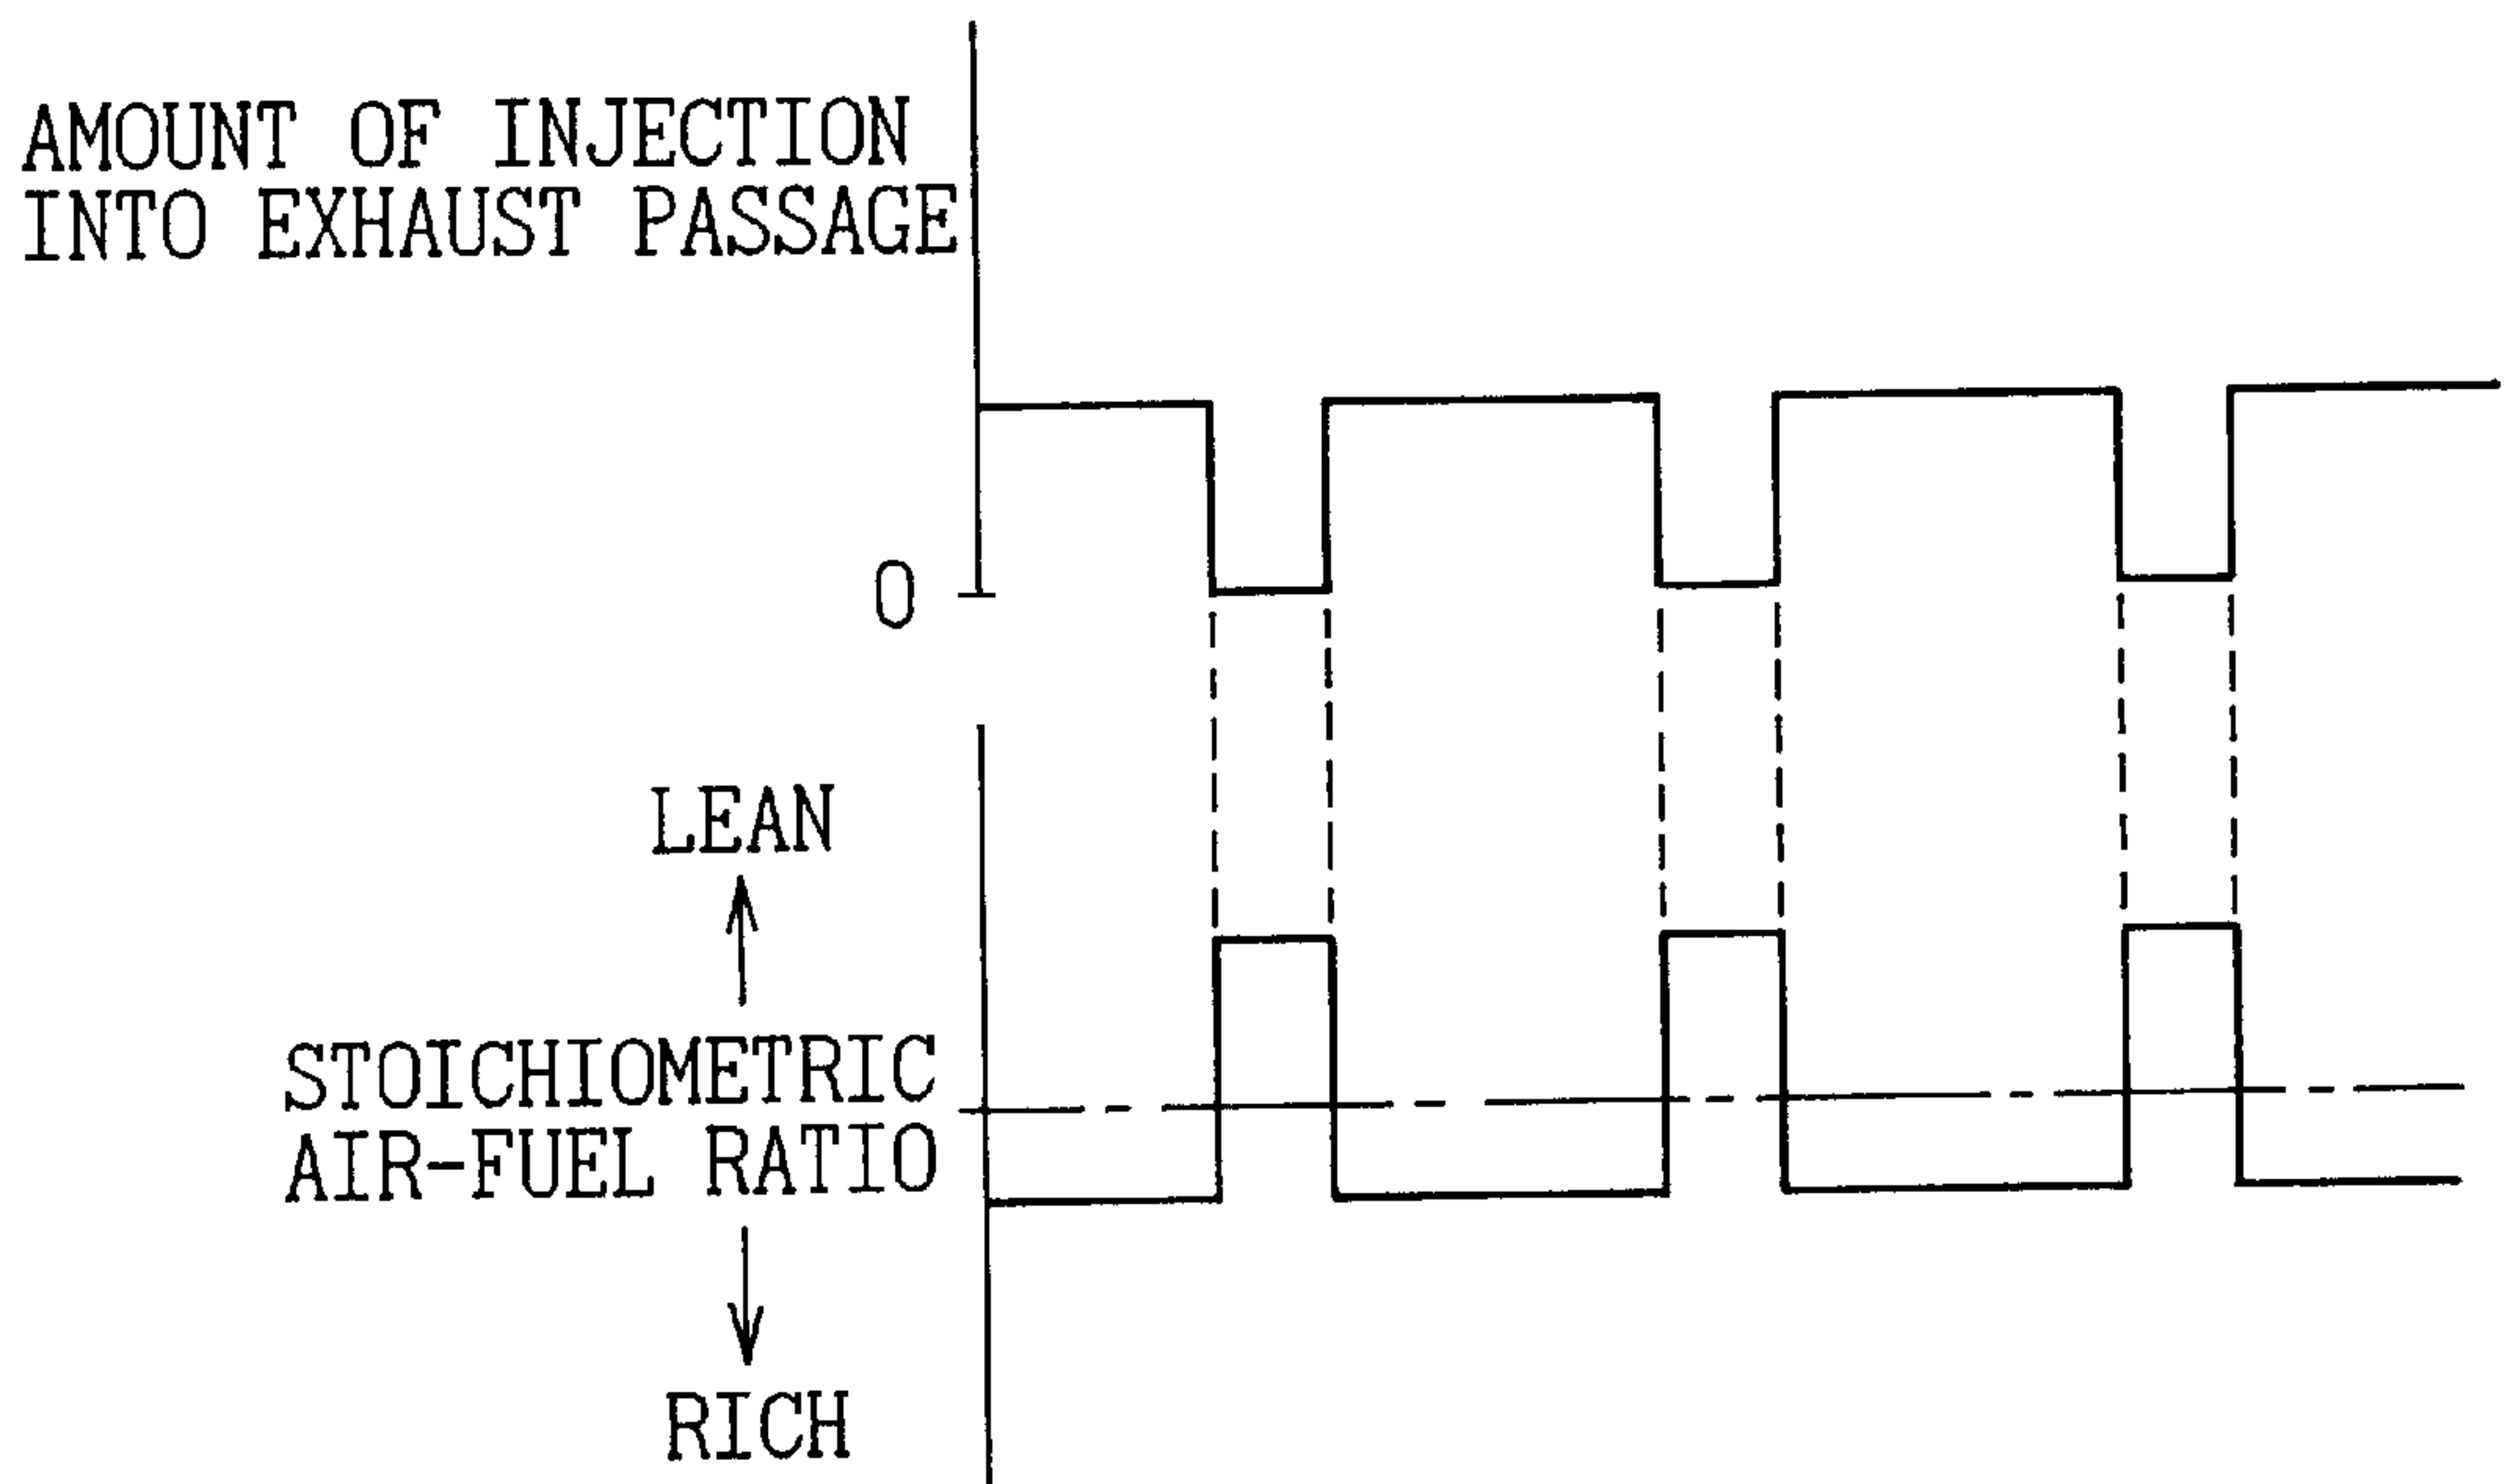 AMOUNT OF INJECTION
INTO EXHAUST PASSAGE
0
LEAN
STOICHIOMETRIC
AIR-FUEL RATIO
RICH